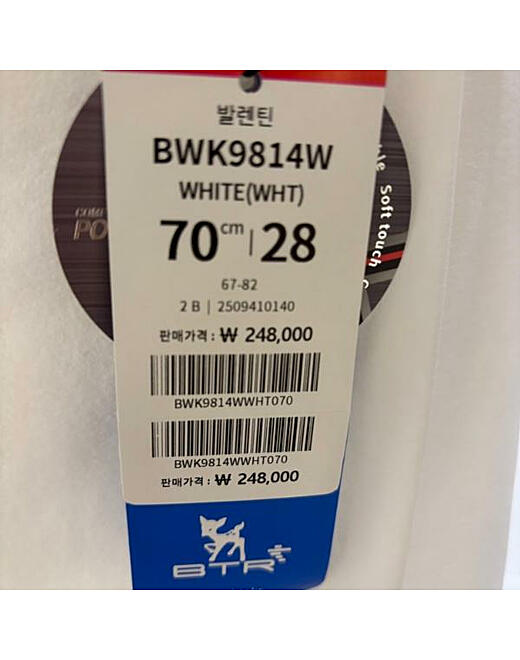 발렌틴
BWK9814W
WHITE(WHT)
70cm | 28
67-82
2 B | 2509410140
판매가격 : ₩ 248,000
BWK9814WWHT070
BWK9814WWHT070
판매가격 : ₩ 248,000
BTR
Soft touch
PO